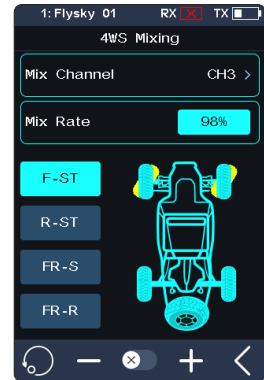 1: Flysky 01 RX TX
4WS Mixing
Mix Channel CH3 >
Mix Rate 98%
F-ST
R-ST
FR-S
FR-R